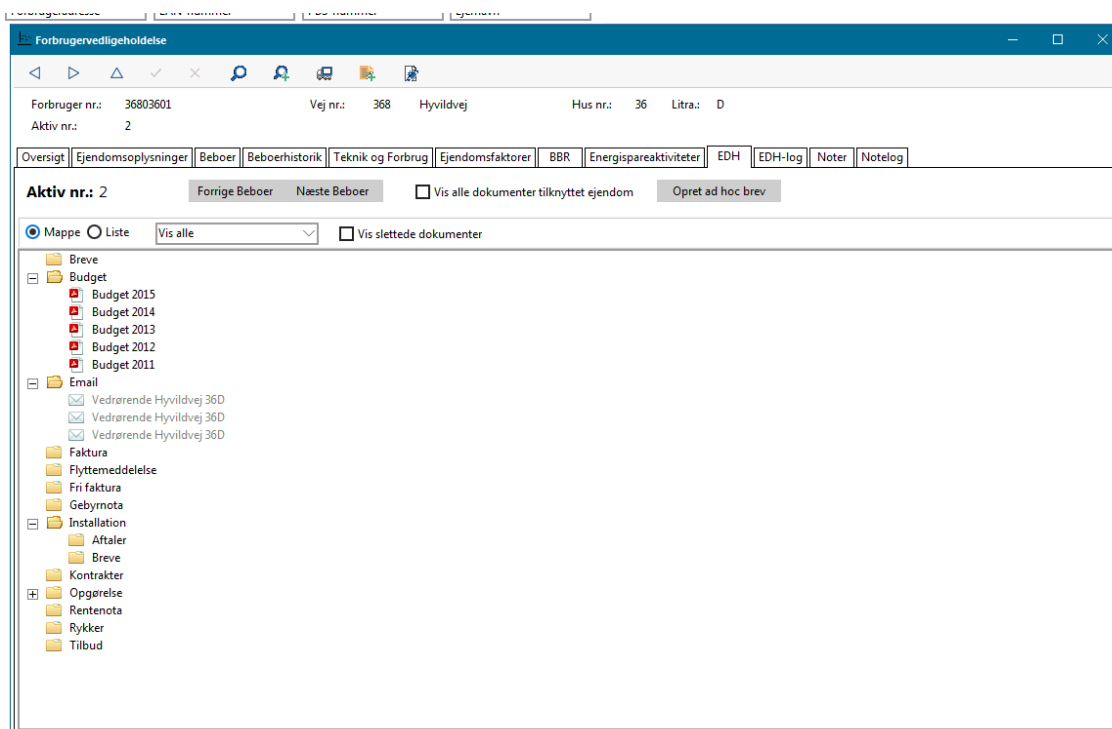 Forbrugervedligeholdelse
Forbruger nr.: 36803601 Vej nr.: 368 Hyvildvej Hus nr.: 36 Litra.: D
Aktiv nr.: 2
Oversigt Ejendomsoplysninger Beboer Beboerhistorik Teknik og Forbrug Ejendomsfaktorer BBR Energispareaktiviteter EDH EDH-log Noter Notelog
Aktiv nr.: 2 Forrige Beboer Næste Beboer Vis alle dokumenter tilknyttet ejendom Opret ad hoc brev
Mappe Liste Vis alle Vis slettede dokumenter
Breve
Budget
Budget 2015
Budget 2014
Budget 2013
Budget 2012
Budget 2011
Email
Vedrørende Hyvildvej 36D
Vedrørende Hyvildvej 36D
Vedrørende Hyvildvej 36D
Faktura
Flyttemeddelelse
Fri faktura
Gebyrnota
Installation
Aftaler
Breve
Kontrakter
Opgørelse
Rentenota
Rykker
Tilbud